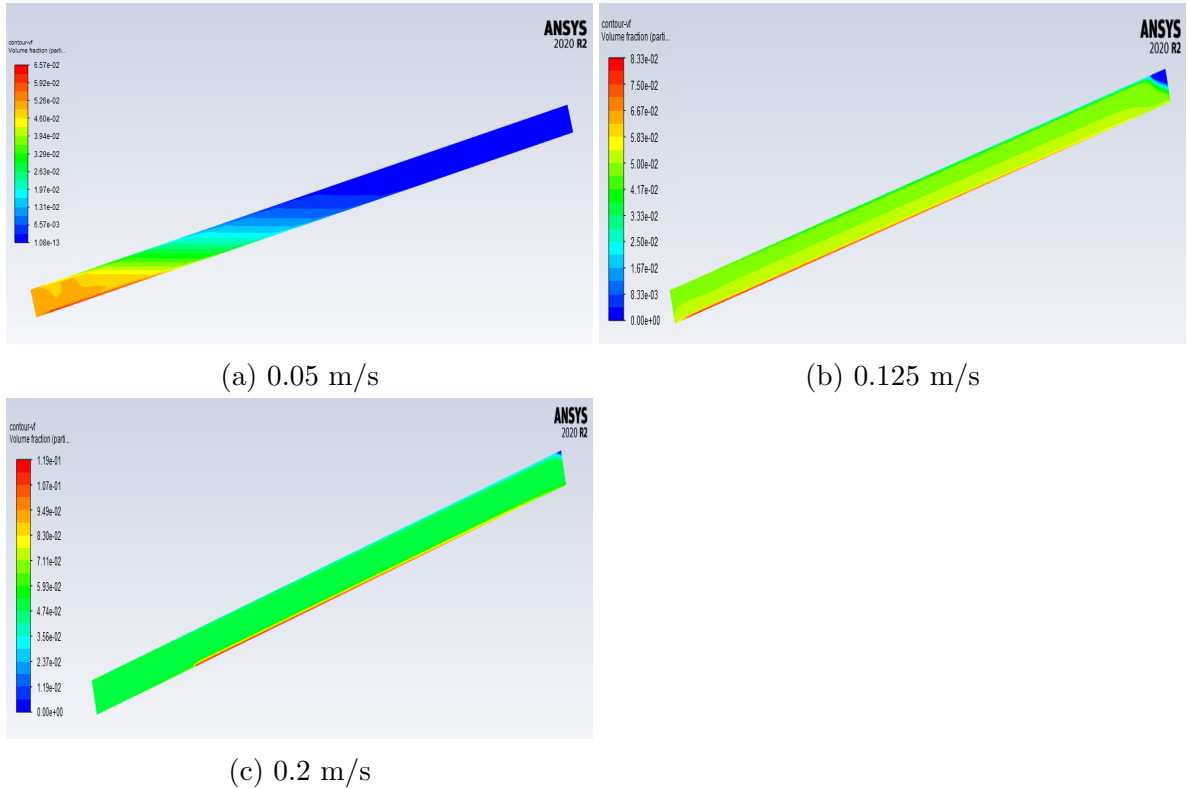 ANSYS
2020 R2
contour-vf
Volume fraction (parti...
6.57e-02
5.92e-02
5.26e-02
4.60e-02
3.94e-02
3.29e-02
2.63e-02
1.97e-02
1.31e-02
6.57e-03
1.08e-13
(a) 0.05 m/s
ANSYS
2020 R2
contour-vf
Volume fraction (parti...
8.33e-02
7.50e-02
6.67e-02
5.83e-02
5.00e-02
4.17e-02
3.33e-02
2.50e-02
1.67e-02
8.33e-03
0.00e+00
(b) 0.125 m/s
ANSYS
2020 R2
contour-vf
Volume fraction (parti...
1.19e-01
1.07e-01
9.49e-02
8.30e-02
7.11e-02
5.93e-02
4.74e-02
3.56e-02
2.37e-02
1.19e-02
0.00e+00
(c) 0.2 m/s